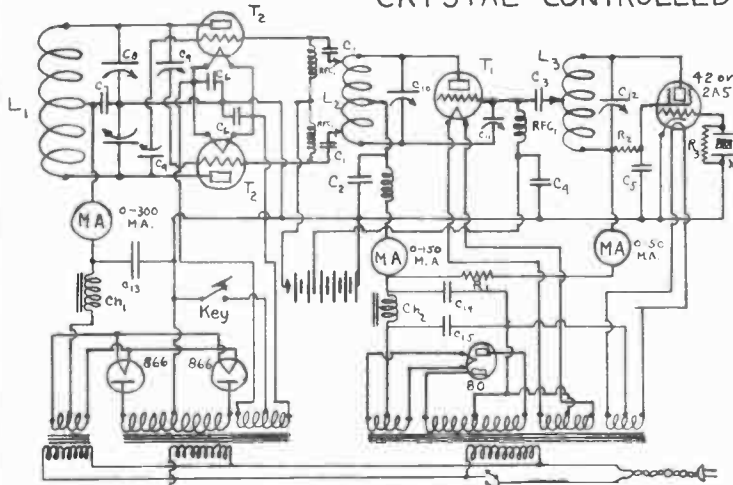 CRYSTAL CONTROLLED
T2
C8
C9
C7
L1
C6
C6
C9
T2
C1
RFC
L2
RFC
C1
C10
T1
C11
C3
RFC1
L3
C12
42 or
2A5
R2
R3
C5
C2
C4
MA
0-300
M.A.
C13
Ch1
Key
866
866
MA
0-150
M.A
R1
MA
0-50
MA.
Ch2
C14
C15
80